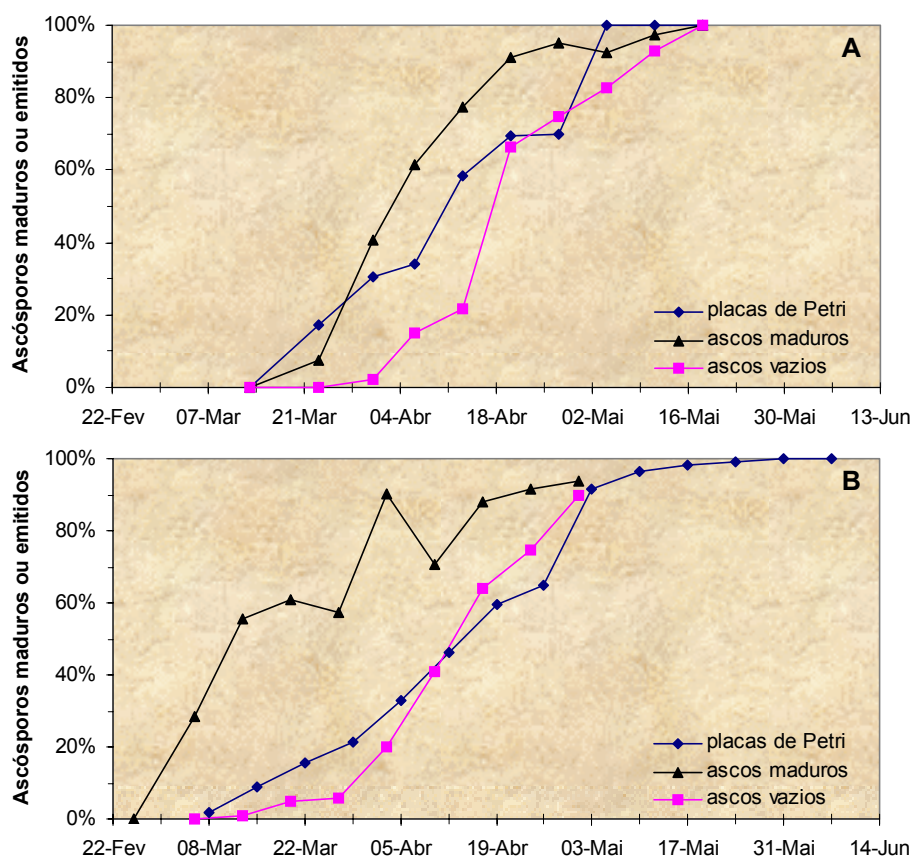 A
Ascósporos maduros ou emitidos
100%
80%
60%
40%
20%
0%
placas de Petri
ascos maduros
ascos vazios
22-Fev 07-Mar 21-Mar 04-Abr 18-Abr 02-Mai 16-Mai 30-Mai 13-Jun
B
Ascósporos maduros ou emitidos
100%
80%
60%
40%
20%
0%
placas de Petri
ascos maduros
ascos vazios
22-Fev 08-Mar 22-Mar 05-Abr 19-Abr 03-Mai 17-Mai 31-Mai 14-Jun